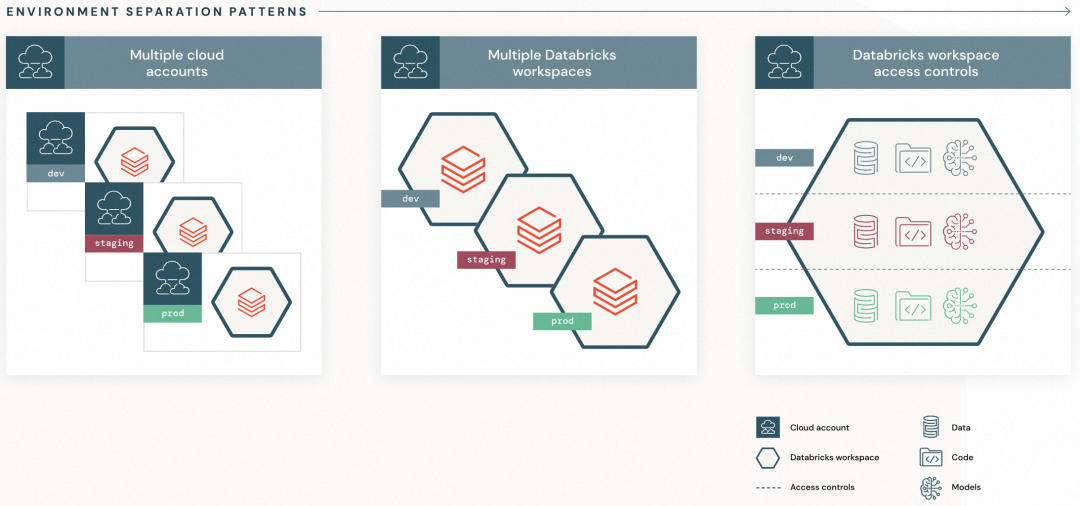 ENVIRONMENT SEPARATION PATTERNS
Multiple cloud
accounts
dev
staging
prod
Multiple Databricks
workspaces
dev
staging
prod
Databricks workspace
access controls
dev
</>
staging
</>
prod
</>
Cloud account
Data
Databricks workspace
</>
Code
Access controls
Models